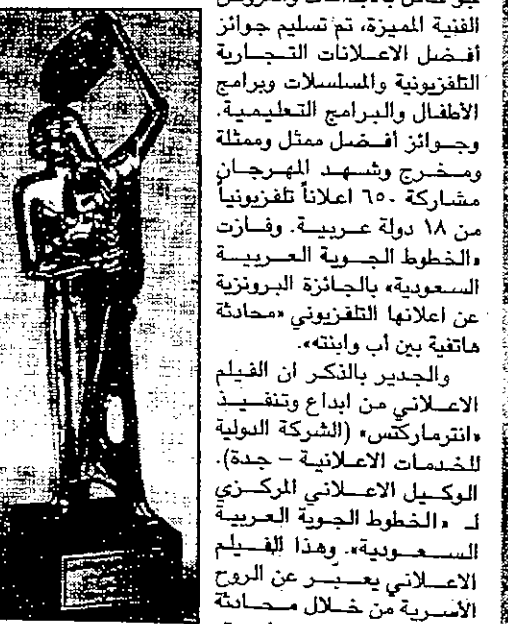 الفنية المميزة، تم تسليم جوائز
أفضل الاعلانات التجارية
التلفزيونية والمسلسلات وبرامج
الأطفال والبرامج التعليمية.
وجوائز أفضل ممثل وممثلة
ومخرج وشهد المهرجان
مشاركة ٦٥٠ اعلاناً تلفزيونياً
من ١٨ دولة عربية. وفازت
«الخطوط الجوية العربية
السعودية» بالجائزة البرونزية
عن اعلانها التلفزيوني «محادثة
هاتفية بين أب وابنته».
والجدير بالذكر ان الفيلم
الاعلاني من ابداع وتنفيذ
«انترماركتس» (الشركة الدولية
للخدمات الاعلانية – جدة).
الوكيل الاعلاني المركزي
لـ «الخطوط الجوية العربية
السعودية». وهذا الفيلم
الاعلاني يعبر عن الروح
الأسرية من خلال محادثة